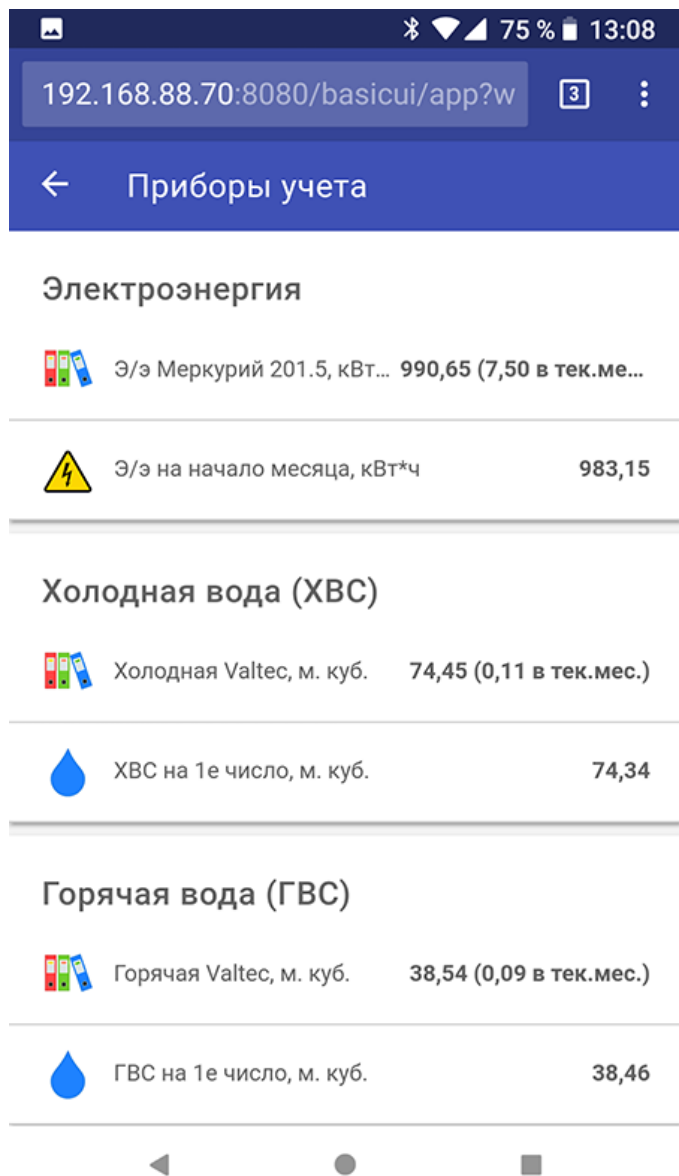 75 % 13:08
192.168.88.70:8080/basicui/app?w 3
Приборы учета
Электроэнергия
Э/э Меркурий 201.5, кВт... 990,65 (7,50 в тек.ме...
Э/э на начало месяца, кВт*ч 983,15
Холодная вода (ХВС)
Холодная Valtec, м. куб. 74,45 (0,11 в тек.мес.)
ХВС на 1е число, м. куб. 74,34
Горячая вода (ГВС)
Горячая Valtec, м. куб. 38,54 (0,09 в тек.мес.)
ГВС на 1е число, м. куб. 38,46